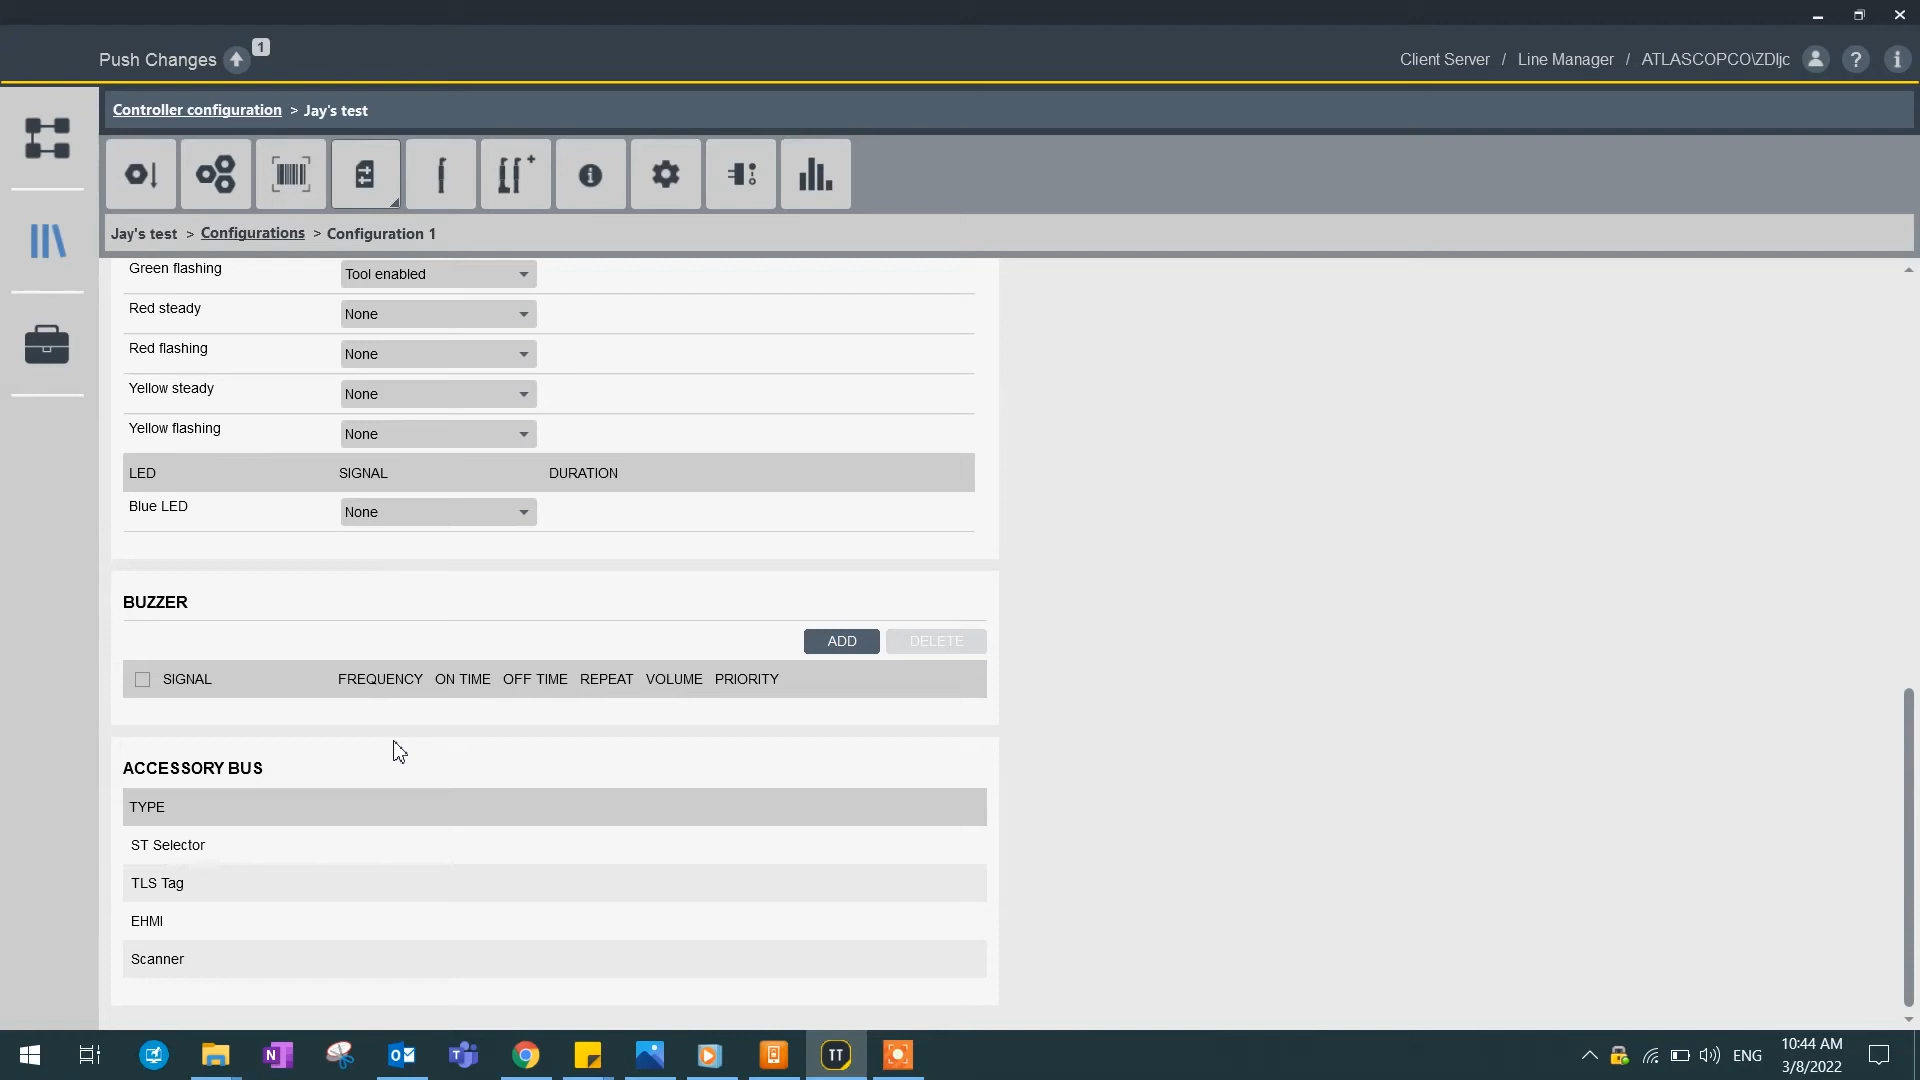 Push Changes 1
Client Server / Line Manager / ATLASCOPCO\ZDljc ? i
Controller configuration > Jay's test
Jay's test > Configurations > Configuration 1
Green flashing Tool enabled
Red steady None
Red flashing None
Yellow steady None
Yellow flashing None
LED SIGNAL DURATION
Blue LED None
BUZZER
ADD DELETE
SIGNAL FREQUENCY ON TIME OFF TIME REPEAT VOLUME PRIORITY
ACCESSORY BUS
TYPE
ST Selector
TLS Tag
EHMI
Scanner
N TT ENG 10:44 AM
3/8/2022